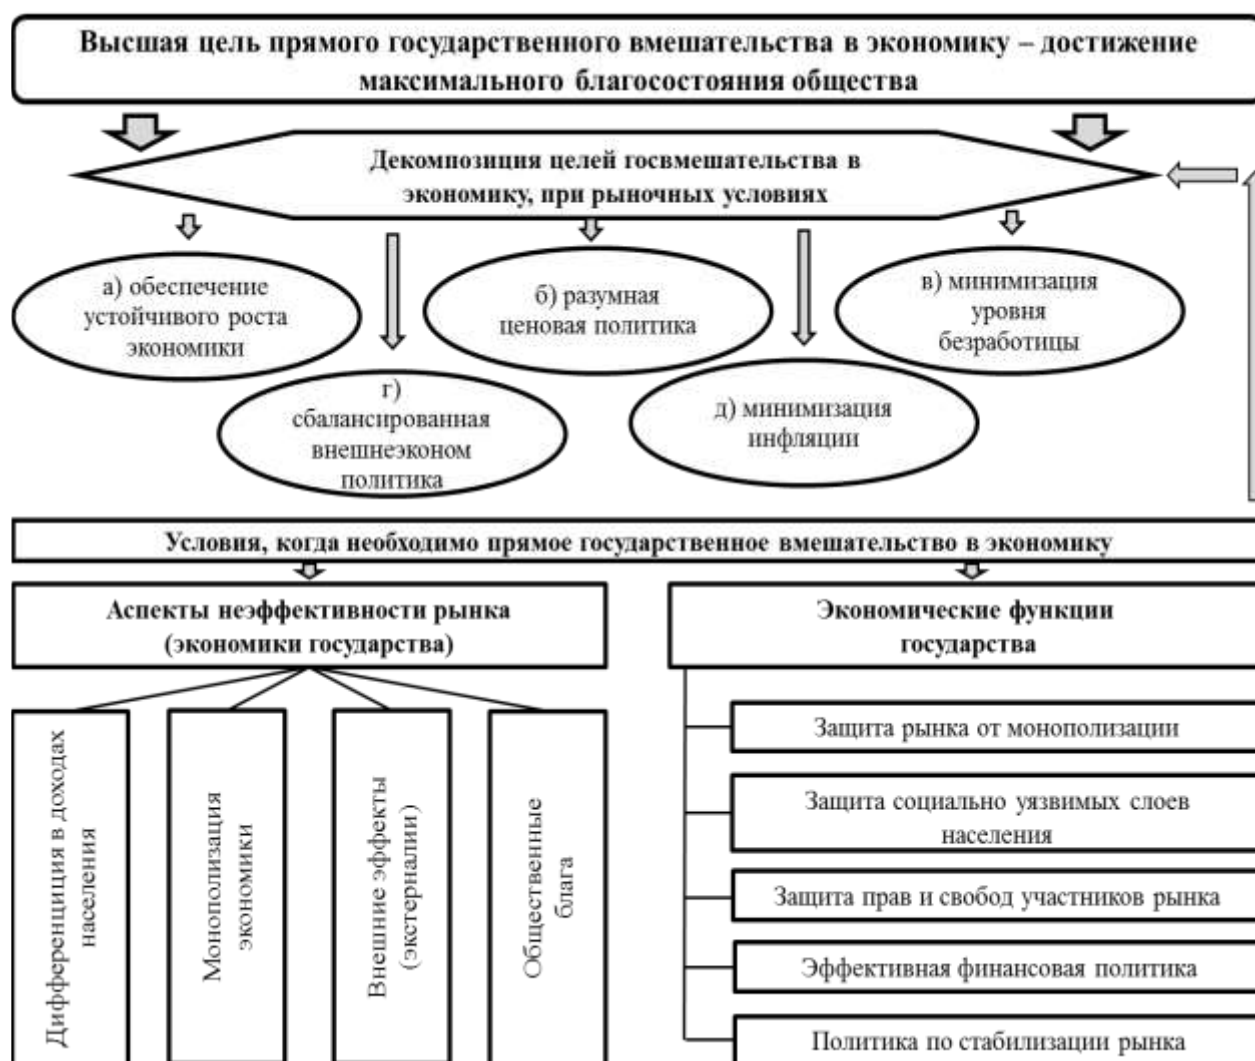 Высшая цель прямого государственного вмешательства в экономику – достижение
максимального благосостояния общества
Декомпозиция целей госвмешательства в
экономику, при рыночных условиях
а) обеспечение
устойчивого роста
экономики
б) разумная
ценовая политика
в) минимизация
уровня
безработицы
г)
сбалансированная
внешнеэконом
политика
д) минимизация
инфляции
Условия, когда необходимо прямое государственное вмешательство в экономику
Аспекты неэффективности рынка
(экономики государства)
Экономические функции
государства
Дифференциция в доходах
населения
Монополизация
экономики
Внешние эффекты
(экстерналии)
Общественные
блага
Защита рынка от монополизации
Защита социально уязвимых слоев
населения
Защита прав и свобод участников рынка
Эффективная финансовая политика
Политика по стабилизации рынка